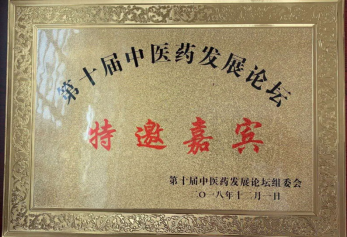 第十届中医药发展论坛
特邀嘉宾
第十届中医药发展论坛组委会
二〇一八年十二月一日